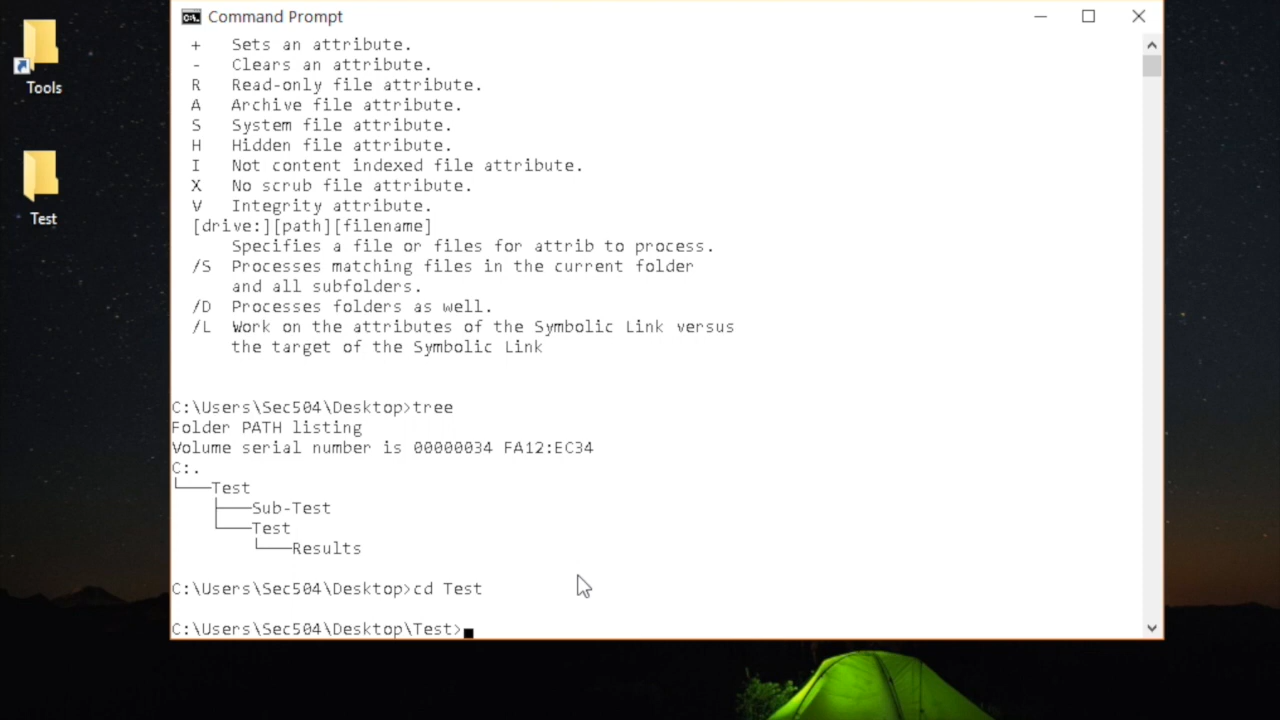 Command Prompt
+ Sets an attribute.
- Clears an attribute.
R Read-only file attribute.
A Archive file attribute.
S System file attribute.
H Hidden file attribute.
I Not content indexed file attribute.
X No scrub file attribute.
V Integrity attribute.
[drive:][path][filename]
Specifies a file or files for attrib to process.
/S Processes matching files in the current folder
and all subfolders.
/D Processes folders as well.
/L Work on the attributes of the Symbolic Link versus
the target of the Symbolic Link
C:\Users\Sec504\Desktop>tree
Folder PATH listing
Volume serial number is 00000034 FA12:EC34
C:.
└───Test
├───Sub-Test
└───Test
└───Results
C:\Users\Sec504\Desktop>cd Test
C:\Users\Sec504\Desktop\Test>
Tools
Test